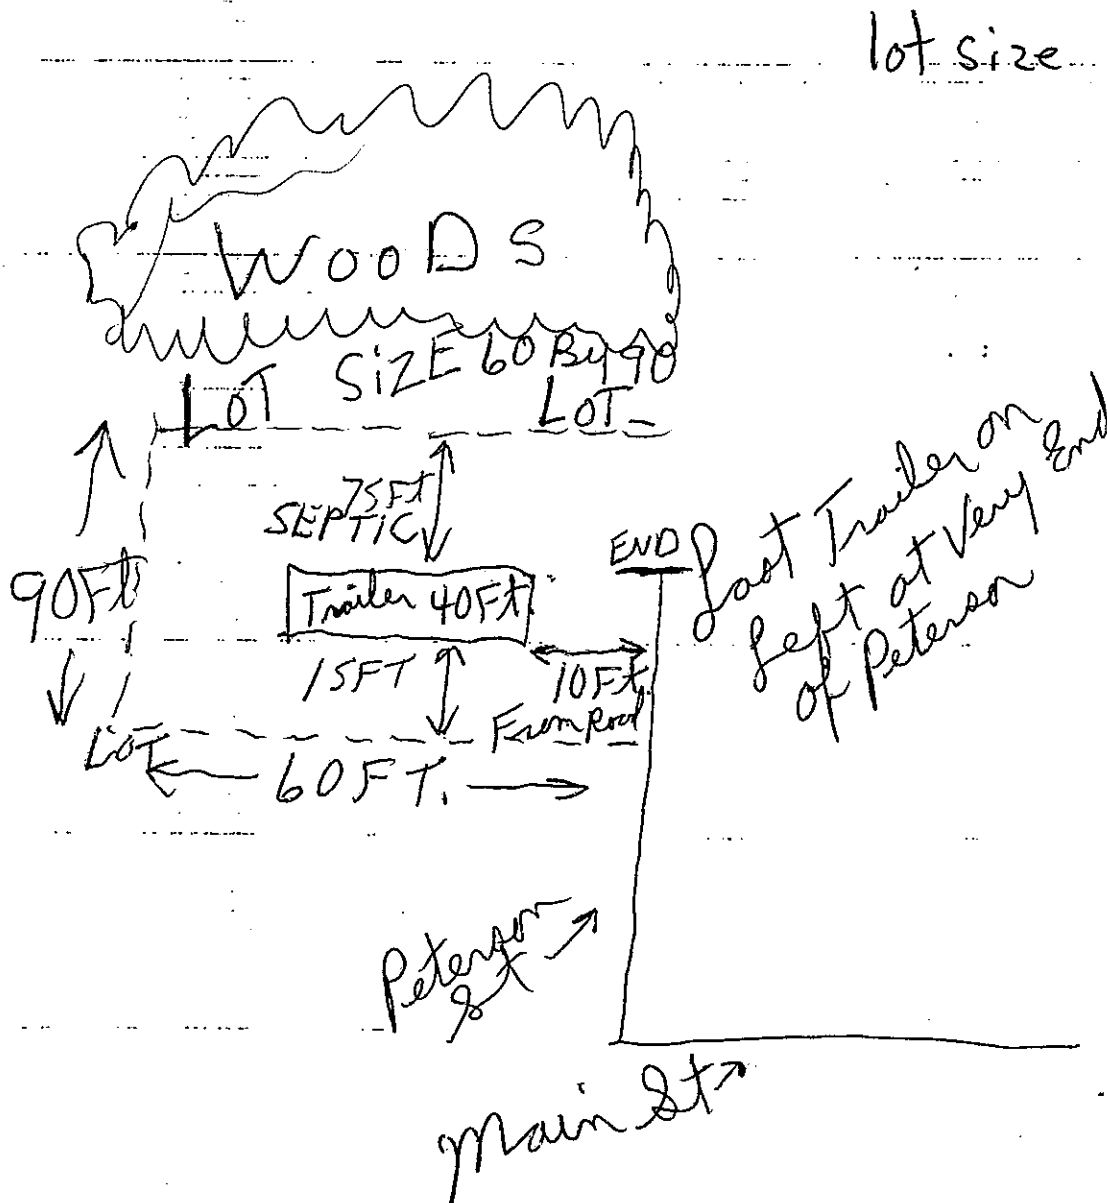 lot size
WOODS
SIZE 60 By 90
LOT
LOT
75Ft
SEPTIC
END
Last Trailer on
Left at Very End
of Peterson
90Ft
Trailer 40Ft
15FT
10Ft
From Road
LOT
60FT.
Peterson
St
Main St